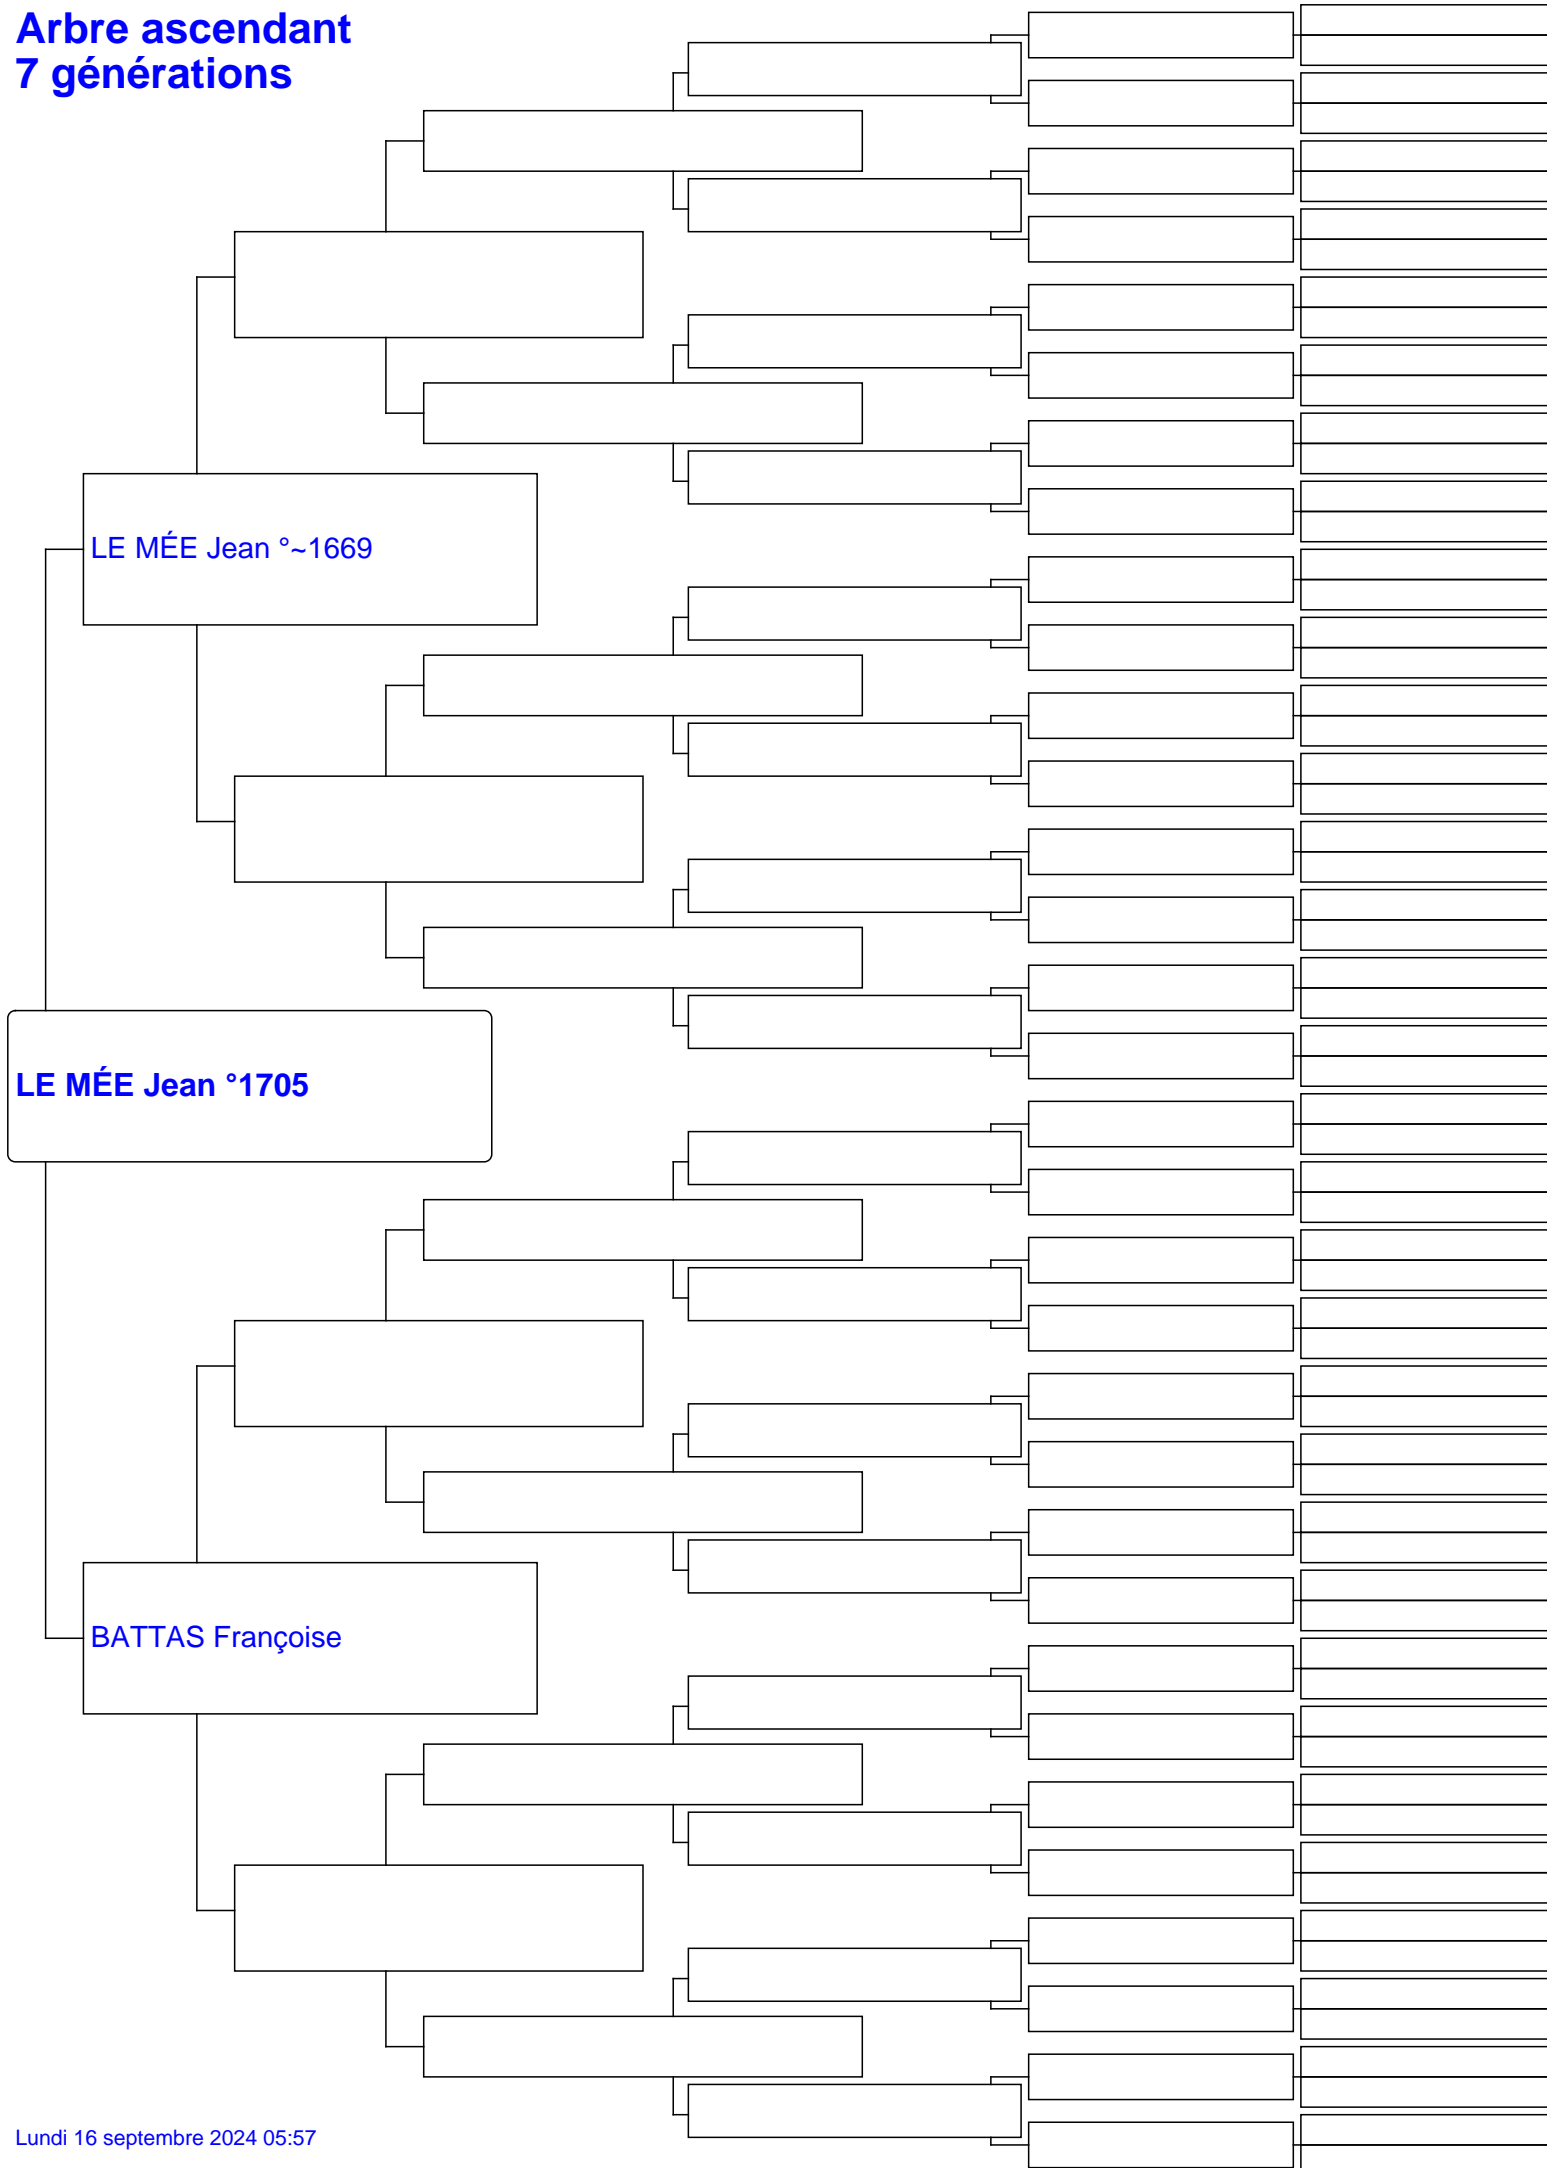 Arbre ascendant
7 générations
LE MÉE Jean °~1669
LE MÉE Jean °1705
BATTAS Françoise
Lundi 16 septembre 2024 05:57